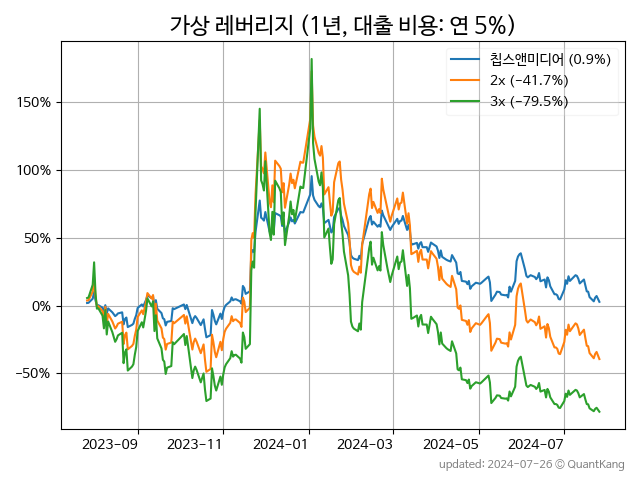 가상 레버리지 (1년, 대출 비용: 연 5%)
칩스앤미디어 (0.9%)
2x (−41.7%)
3x (−79.5%)
150%
100%
50%
0%
−50%
2023-09
2023-11
2024-01
2024-03
2024-05
2024-07
updated: 2024-07-26 © QuantKang